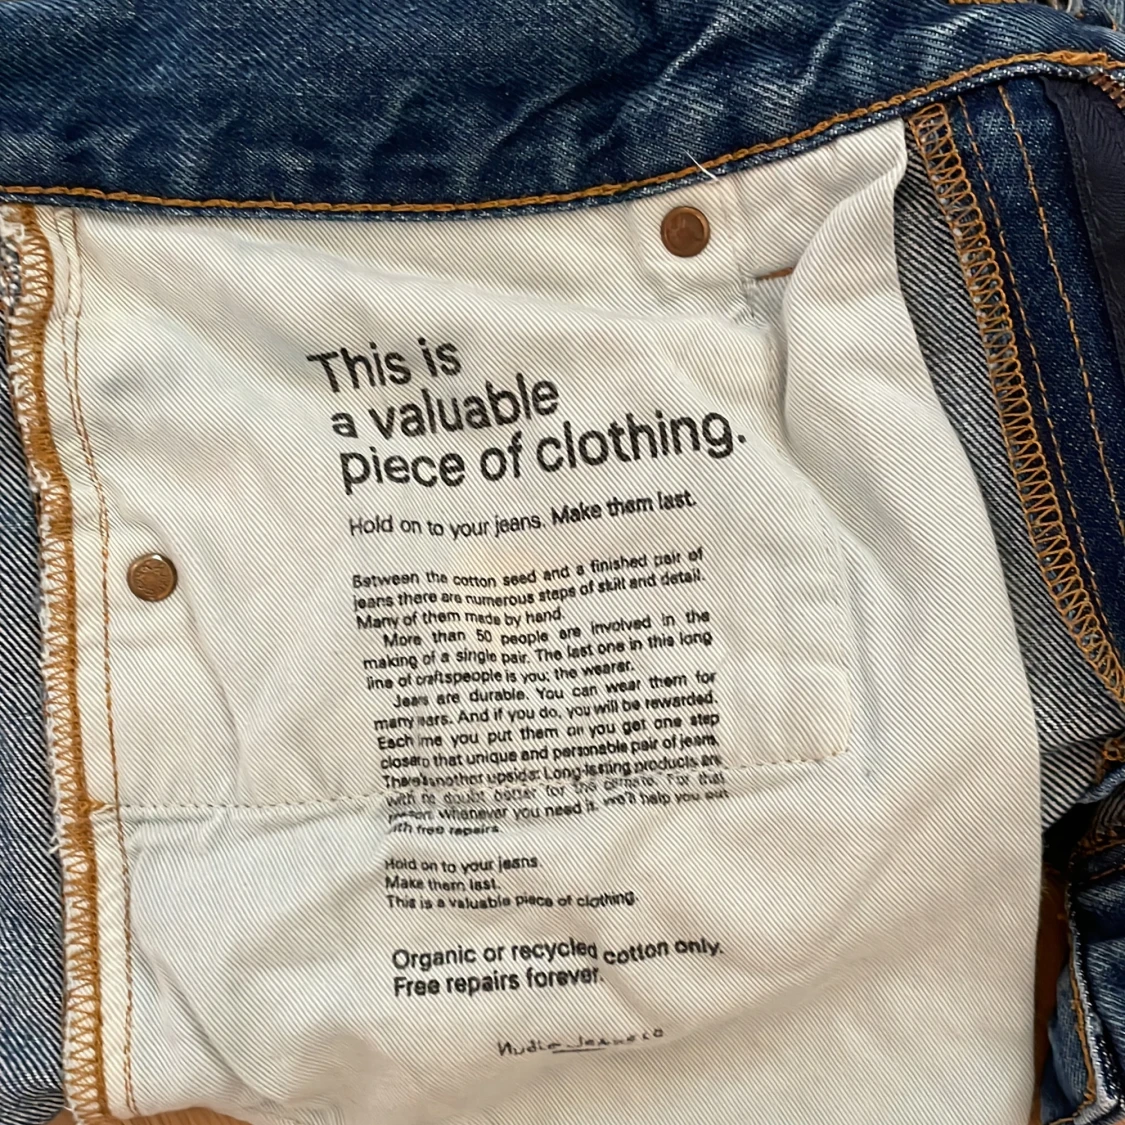 This is
a valuable
piece of clothing.
Hold on to your jeans. Make them last.
Between the cotton seed and a finished pair of
jeans there are numerous steps of skill and detail.
Many of them made by hand.
More than 50 people are involved in the
making of a single pair. The last one in this long
line of craftspeople is you; the wearer.
Jeans are durable. You can wear them for
many ears. And if you do, you will be rewarded.
Each ime you put them on you get one step
closer that unique and personable pair of jeans.
There's another upside: Long-lasting products are
with no doubt better for the climate. For that
reason. Whenever you need it, we'll help you out
ith free repairs.
Hold on to your jeans.
Make them last.
This is a valuable piece of clothing.
Organic or recycled cotton only.
Free repairs forever.
Nudie Jeans co